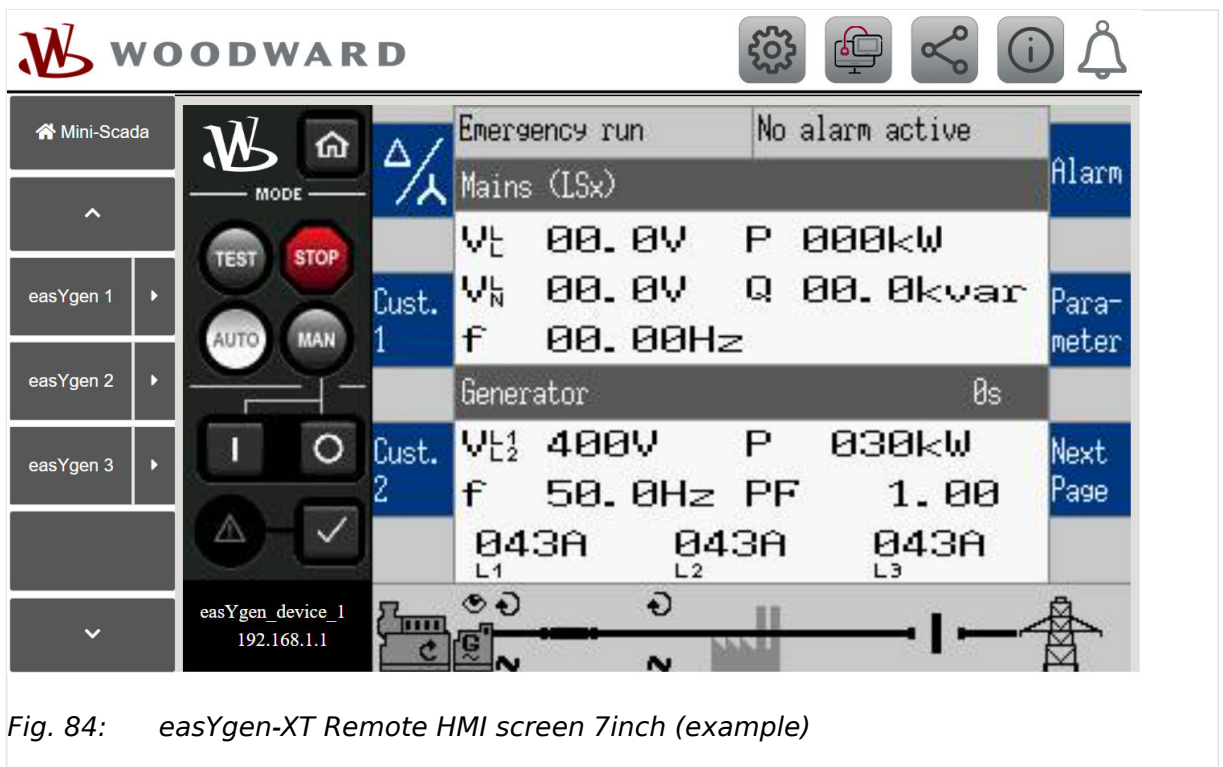 WOODWARD
Mini-Scada
easYgen 1
easYgen 2
easYgen 3
MODE
TEST
STOP
AUTO
MAN
I
O
easYgen_device_1
192.168.1.1
Cust.
1
Cust.
2
Emergency run No alarm active
Mains (LSx)
VLL 00.0V P 000kW
VLN 00.0V Q 00.0kvar
f 00.00Hz
Generator 0s
VL1L2 400V P 030kW
f 50.0Hz PF 1.00
043A 043A 043A
L1 L2 L3
G
N N
Alarm
Para-
meter
Next
Page
Fig. 84: easYgen-XT Remote HMI screen 7inch (example)